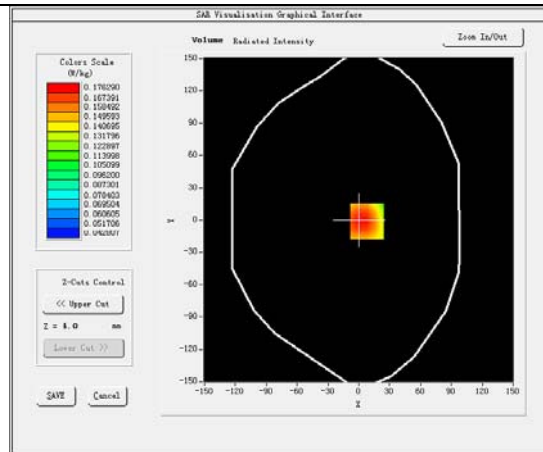 SAR Visualisation Graphical Interface
Colors Scale
(W/kg)
0.176290
0.167391
0.158492
0.149593
0.140695
0.131796
0.122897
0.113998
0.105099
0.096200
0.087301
0.078403
0.069504
0.060605
0.051706
0.042807
Volume Radiated Intensity
Zoom In/Out
150
120
90
60
30
0
-30
-60
-90
-120
-150
Y
-150 -120 -90 -60 -30 0 30 60 90 120 150
X
Z-Cuts Control
<< Upper Cut
Z = 4.0 mm
Lower Cut >>
SAVE Cancel